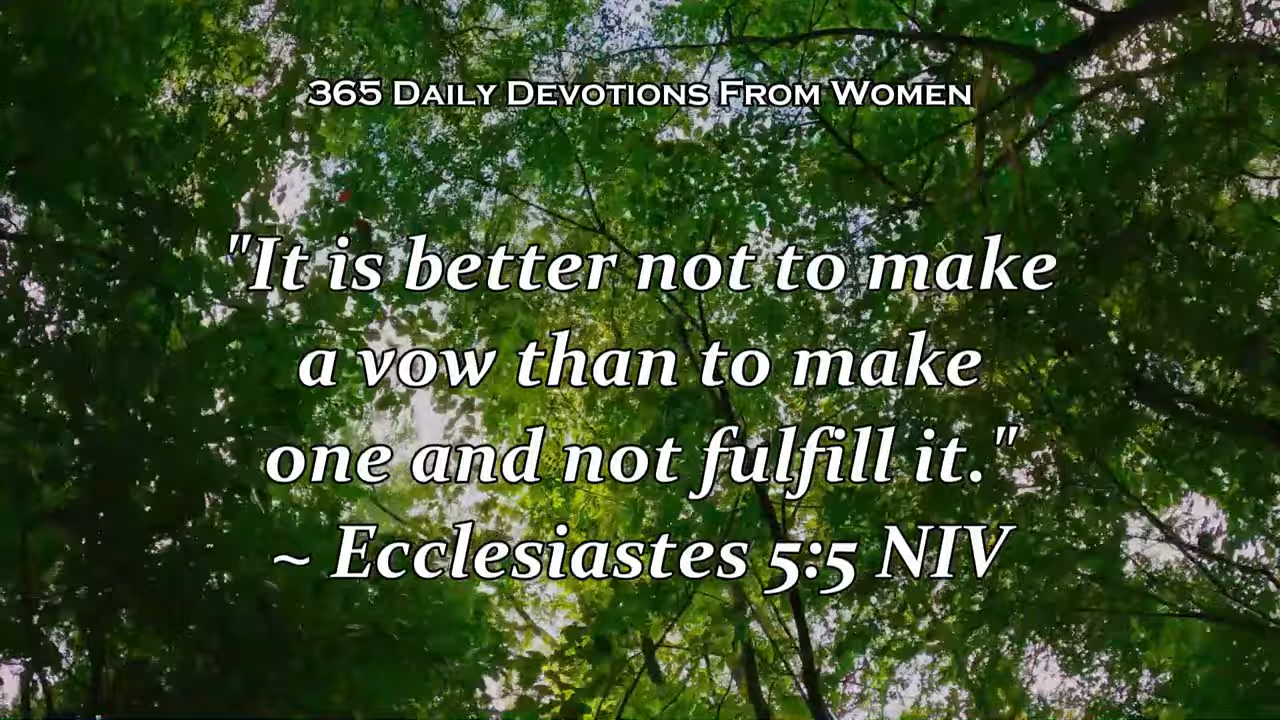 365 Daily Devotions From Women
"It is better not to make
a vow than to make
one and not fulfill it."
~ Ecclesiastes 5:5 NIV